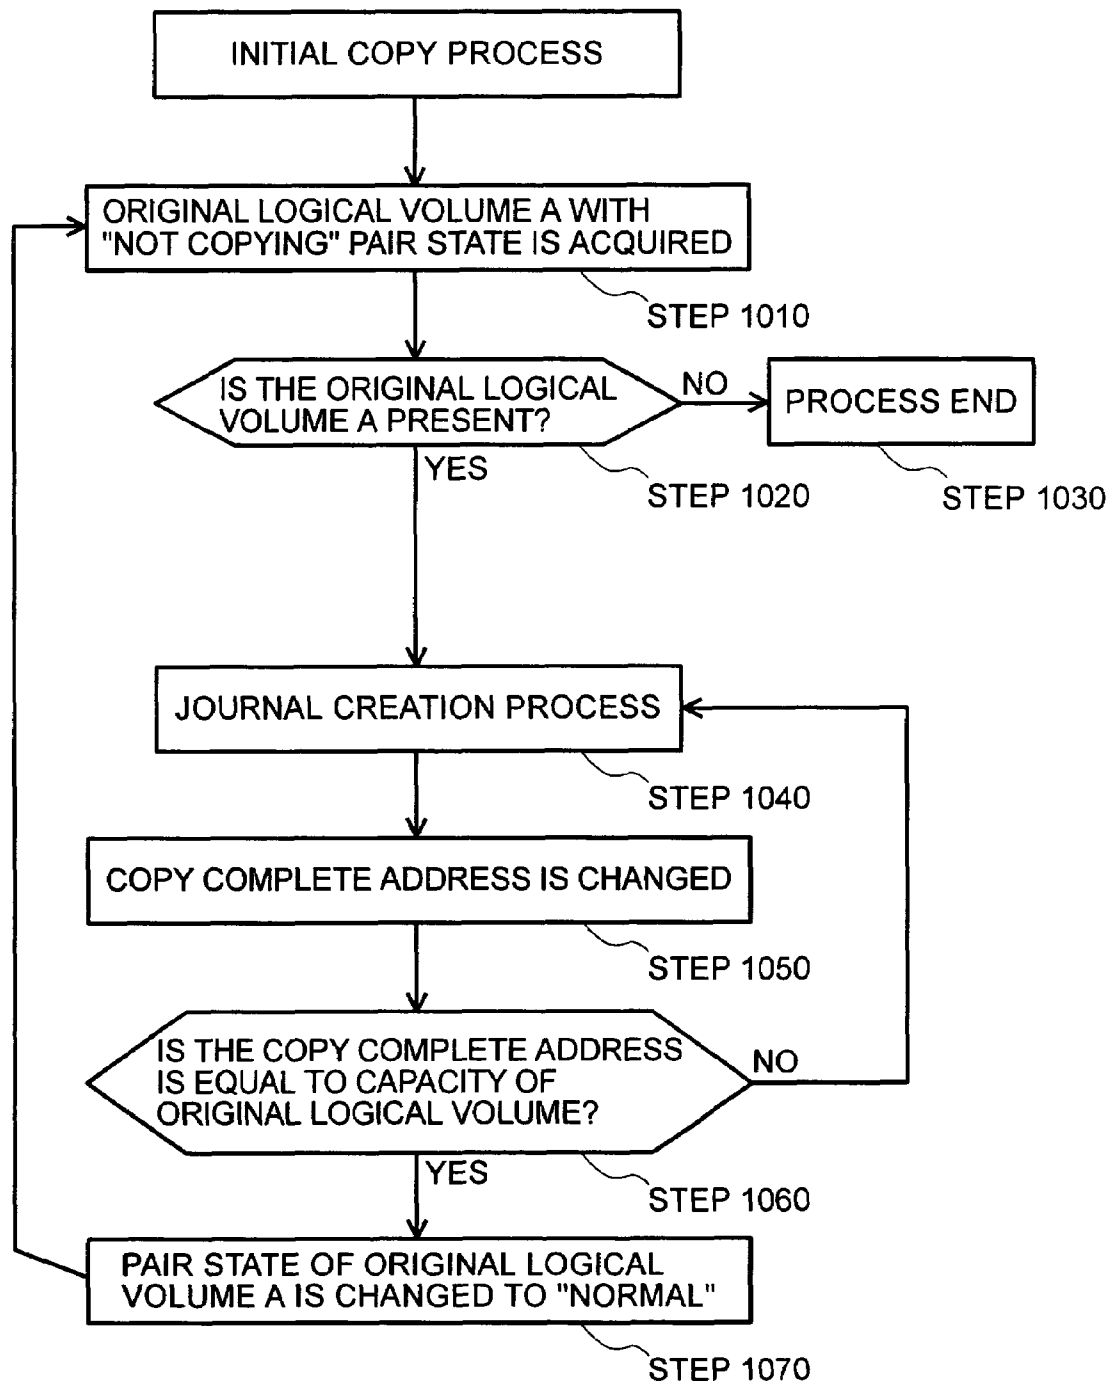 INITIAL COPY PROCESS
ORIGINAL LOGICAL VOLUME A WITH
"NOT COPYING" PAIR STATE IS ACQUIRED
STEP 1010
IS THE ORIGINAL LOGICAL
VOLUME A PRESENT?
NO
PROCESS END
YES
STEP 1020
STEP 1030
JOURNAL CREATION PROCESS
STEP 1040
COPY COMPLETE ADDRESS IS CHANGED
STEP 1050
IS THE COPY COMPLETE ADDRESS
IS EQUAL TO CAPACITY OF
ORIGINAL LOGICAL VOLUME?
NO
YES
STEP 1060
PAIR STATE OF ORIGINAL LOGICAL
VOLUME A IS CHANGED TO "NORMAL"
STEP 1070